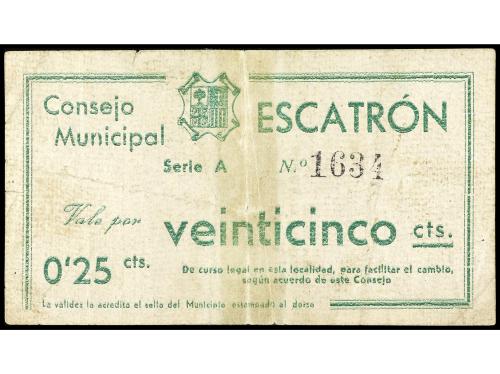 Consejo
Municipal
ESCATRÓN
Serie A
N.º 1634
Vale por
veinticinco cts.
0'25 cts.
De curso legal en esta localidad, para facilitar el cambio,
según acuerdo de este Consejo
La validez la acredita el sello del Municipio estampado al dorso